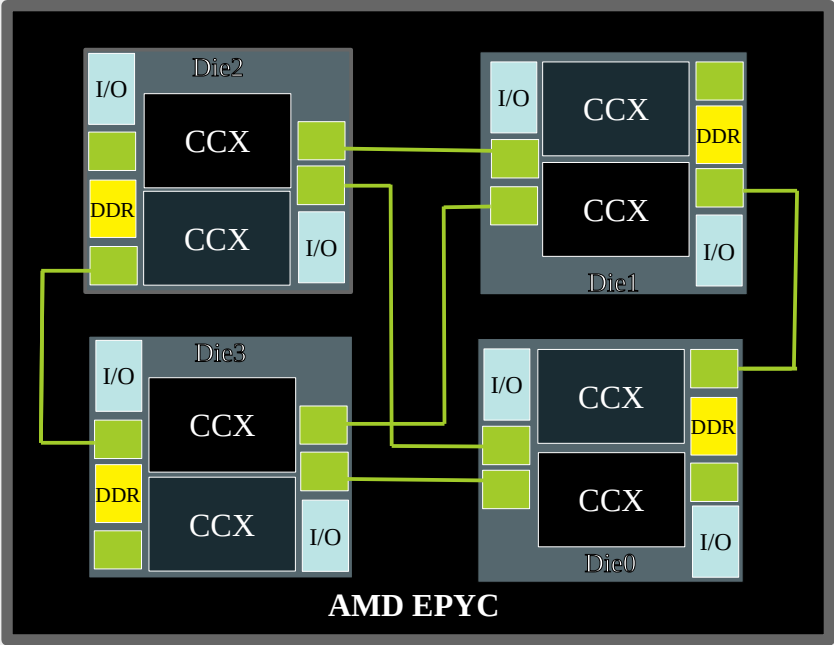 Die2
I/O
CCX
DDR
CCX
I/O
I/O
CCX
DDR
CCX
I/O
Die1
Die3
I/O
CCX
DDR
CCX
I/O
I/O
CCX
DDR
CCX
I/O
Die0
AMD EPYC